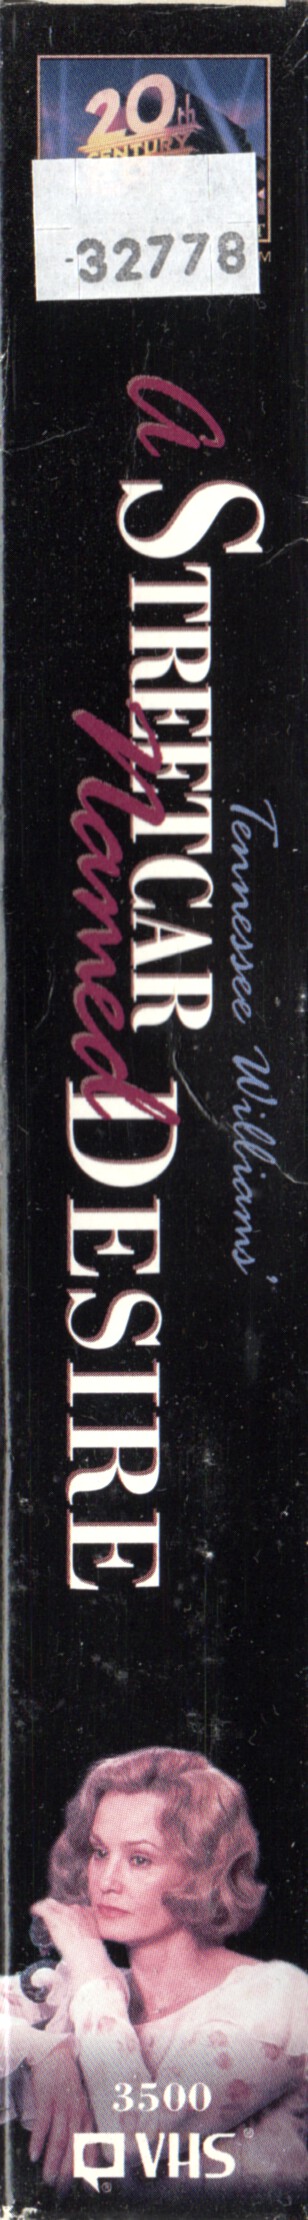 20th
CENTURY
-32778
M
Tennessee Williams'
a STREETCAR
Named DESIRE
3500
VHS®